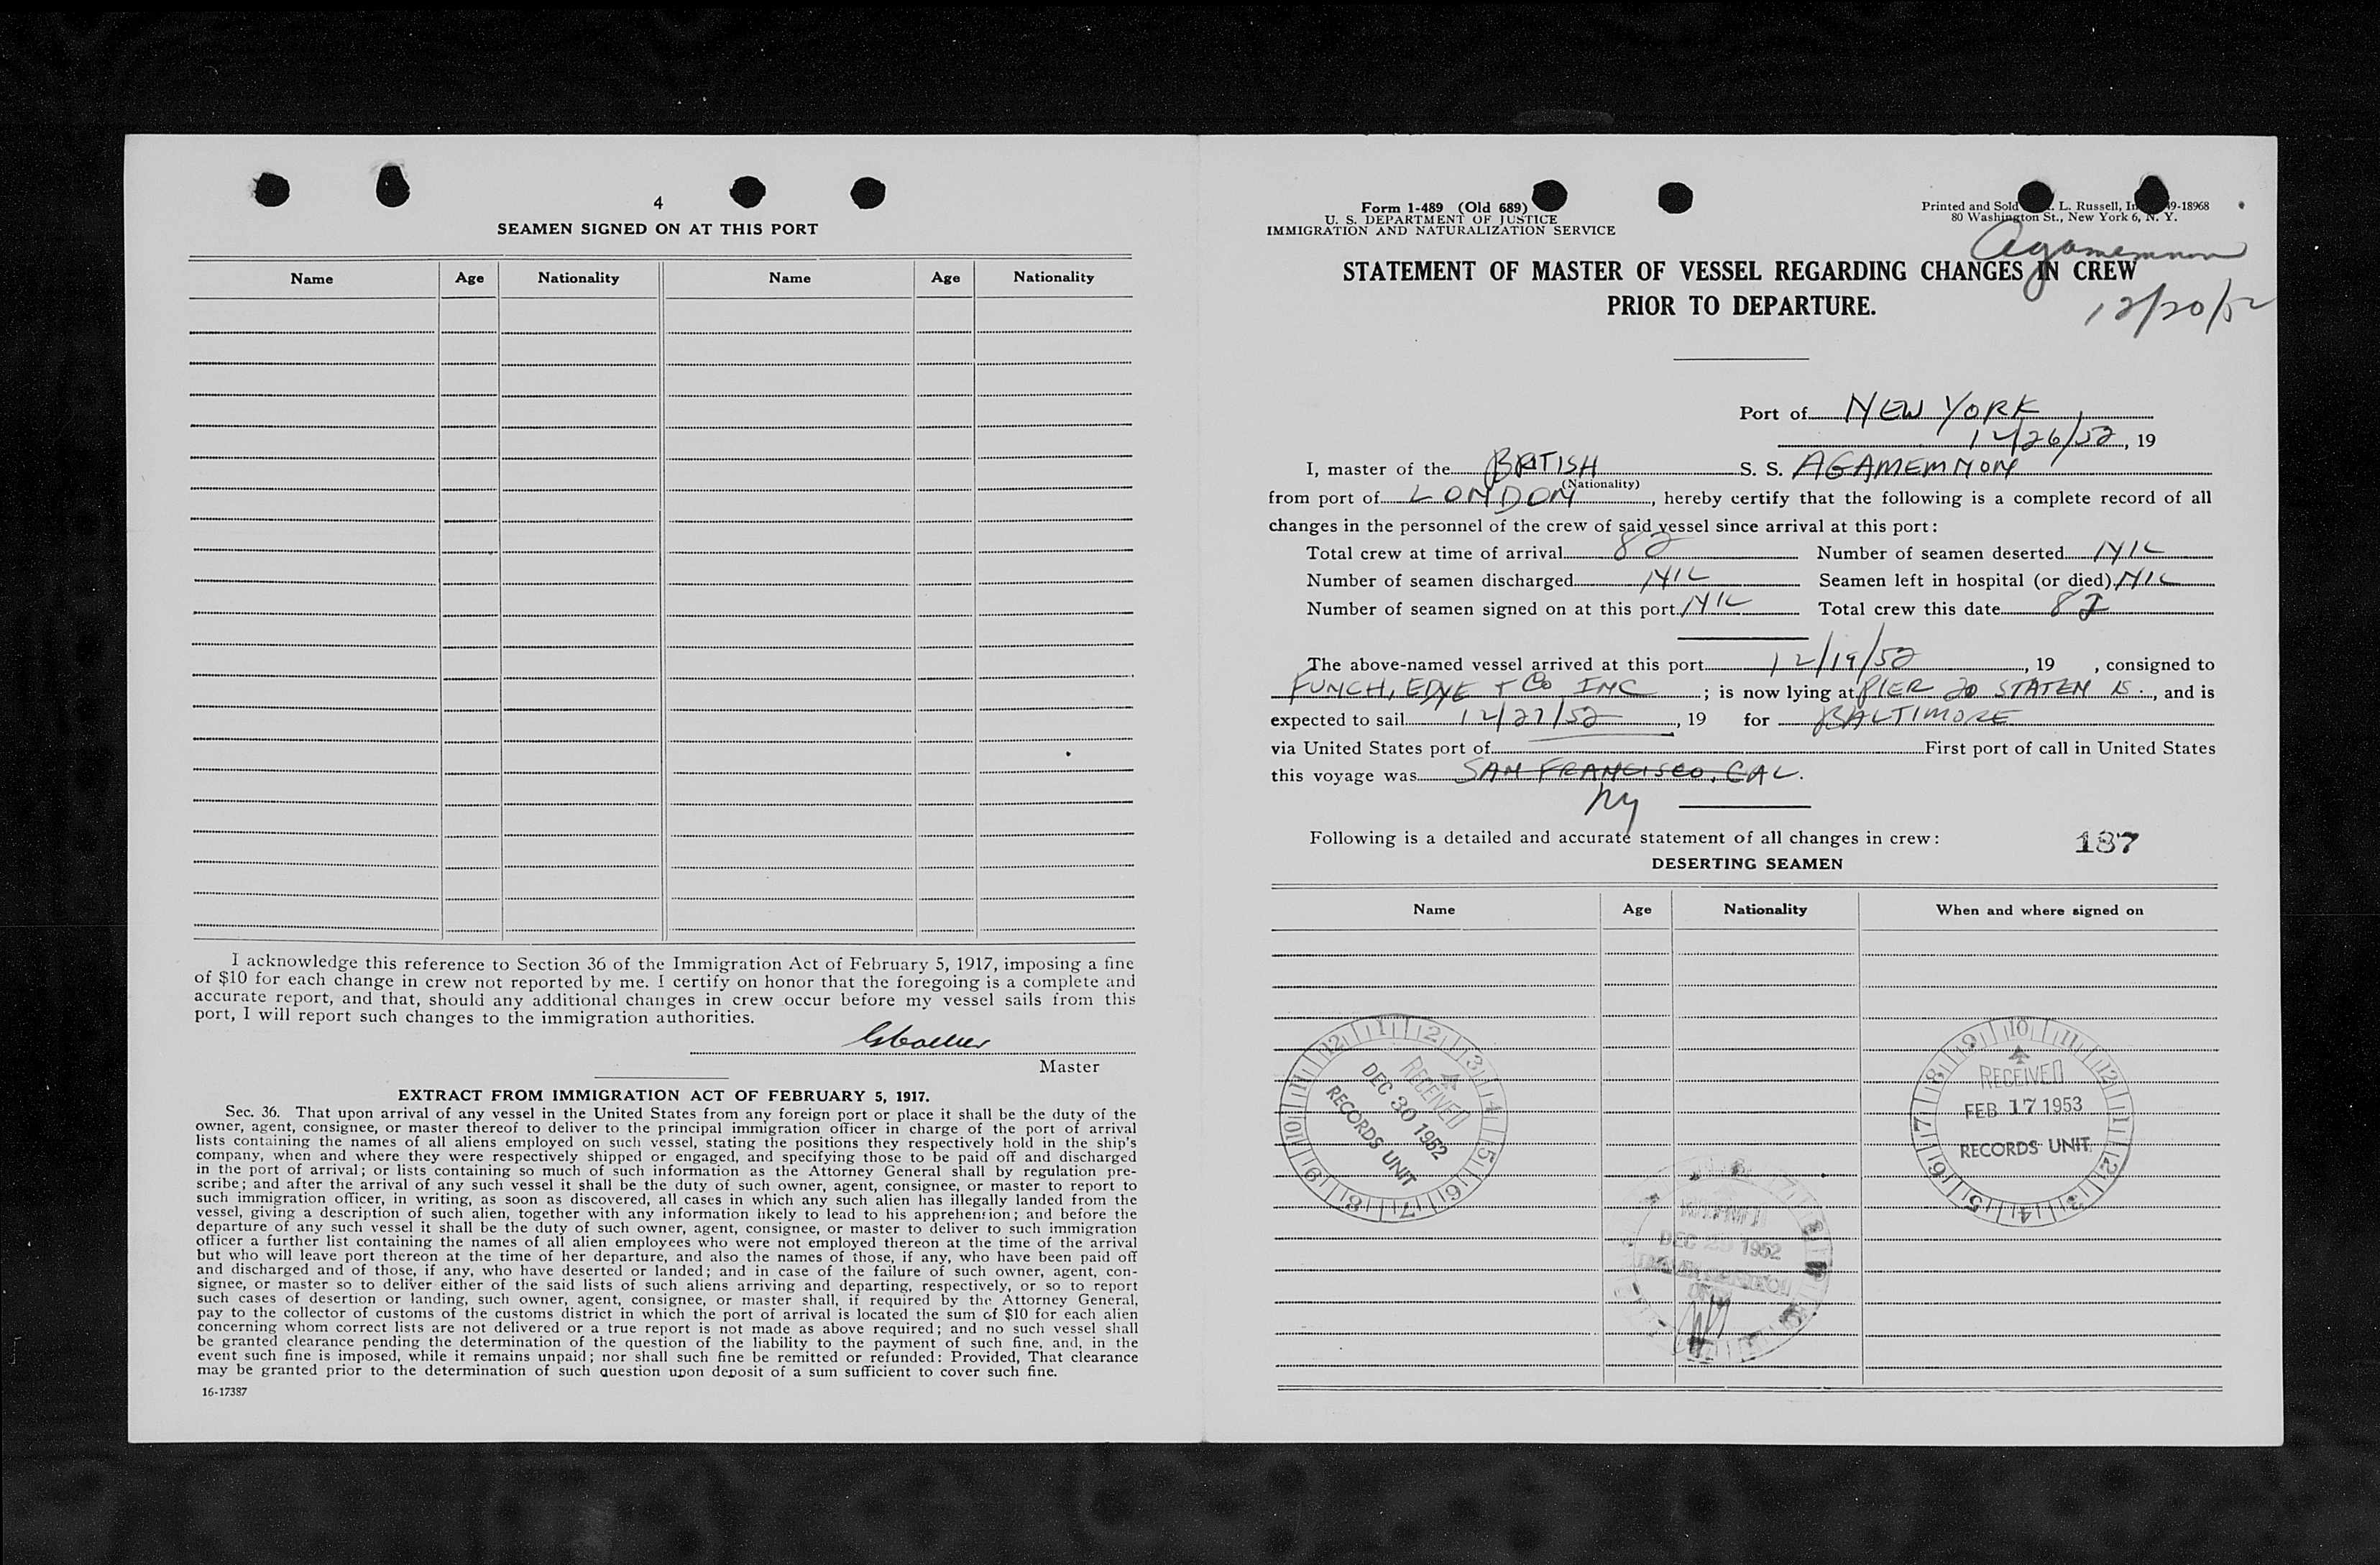 4
SEAMEN SIGNED ON AT THIS PORT
Name Age Nationality Name Age Nationality
I acknowledge this reference to Section 36 of the Immigration Act of February 5, 1917, imposing a fine
of $10 for each change in crew not reported by me. I certify on honor that the foregoing is a complete and
accurate report, and that, should any additional changes in crew occur before my vessel sails from this
port, I will report such changes to the immigration authorities.
Master
EXTRACT FROM IMMIGRATION ACT OF FEBRUARY 5, 1917.
Sec. 36. That upon arrival of any vessel in the United States from any foreign port or place it shall be the duty of the
owner, agent, consignee, or master thereof to deliver to the principal immigration officer in charge of the port of arrival
lists containing the names of all aliens employed on such vessel, stating the positions they respectively hold in the ship's
company, when and where they were respectively shipped or engaged, and specifying those to be paid off and discharged
in the port of arrival; or lists containing so much of such information as the Attorney General shall by regulation pre-
scribe; and after the arrival of any such vessel it shall be the duty of such owner, agent, consignee, or master to report to
such immigration officer, in writing, as soon as discovered, all cases in which any such alien has illegally landed from the
vessel, giving a description of such alien, together with any information likely to lead to his apprehension; and before the
departure of any such vessel it shall be the duty of such owner, agent, consignee, or master to deliver to such immigration
officer a further list containing the names of all alien employees who were not employed thereon at the time of the arrival
but who will leave port thereon at the time of her departure, and also the names of those, if any, who have been paid off
and discharged and of those, if any, who have deserted or landed; and in case of the failure of such owner, agent, con-
signee, or master so to deliver either of the said lists of such aliens arriving and departing, respectively, or so to report
such cases of desertion or landing, such owner, agent, consignee, or master shall, if required by the Attorney General,
pay to the collector of customs of the customs district in which the port of arrival is located the sum of $10 for each alien
concerning whom correct lists are not delivered or a true report is not made as above required; and no such vessel shall
be granted clearance pending the determination of the question of the liability to the payment of such fine, and, in the
event such fine is imposed, while it remains unpaid; nor shall such fine be remitted or refunded: Provided, That clearance
may be granted prior to the determination of such question upon deposit of a sum sufficient to cover such fine.
16-17387
Form 1-489 (Old 689)
U. S. DEPARTMENT OF JUSTICE
IMMIGRATION AND NATURALIZATION SERVICE
Printed and Sold L. Russell, 9-18968
80 Washington St., New York 6, N. Y.
Agamemnon
STATEMENT OF MASTER OF VESSEL REGARDING CHANGES IN CREW
PRIOR TO DEPARTURE.
12/20/52
Port of NEW YORK
12/26/52, 19
I, master of the BRITISH S. S. AGAMEMNON
(Nationality)
from port of LONDON, hereby certify that the following is a complete record of all
changes in the personnel of the crew of said vessel since arrival at this port:
Total crew at time of arrival 82 Number of seamen deserted NIL
Number of seamen discharged NIL Seamen left in hospital (or died) NIL
Number of seamen signed on at this port NIL Total crew this date 82
The above-named vessel arrived at this port 12/19/52, 19 , consigned to
FUNCH, EDYE + Co INC ; is now lying at PIER 20 STATEN IS., and is
expected to sail 12/27/52, 19 for BALTIMORE
via United States port of First port of call in United States
this voyage was SAN FRANCISCO, CAL.
ny
Following is a detailed and accurate statement of all changes in crew: 187
DESERTING SEAMEN
Name Age Nationality When and where signed on
RECEIVED
DEC 30 1952
RECORDS UNIT
RECEIVED
FEB 17 1953
RECORDS UNIT
DEC 1952